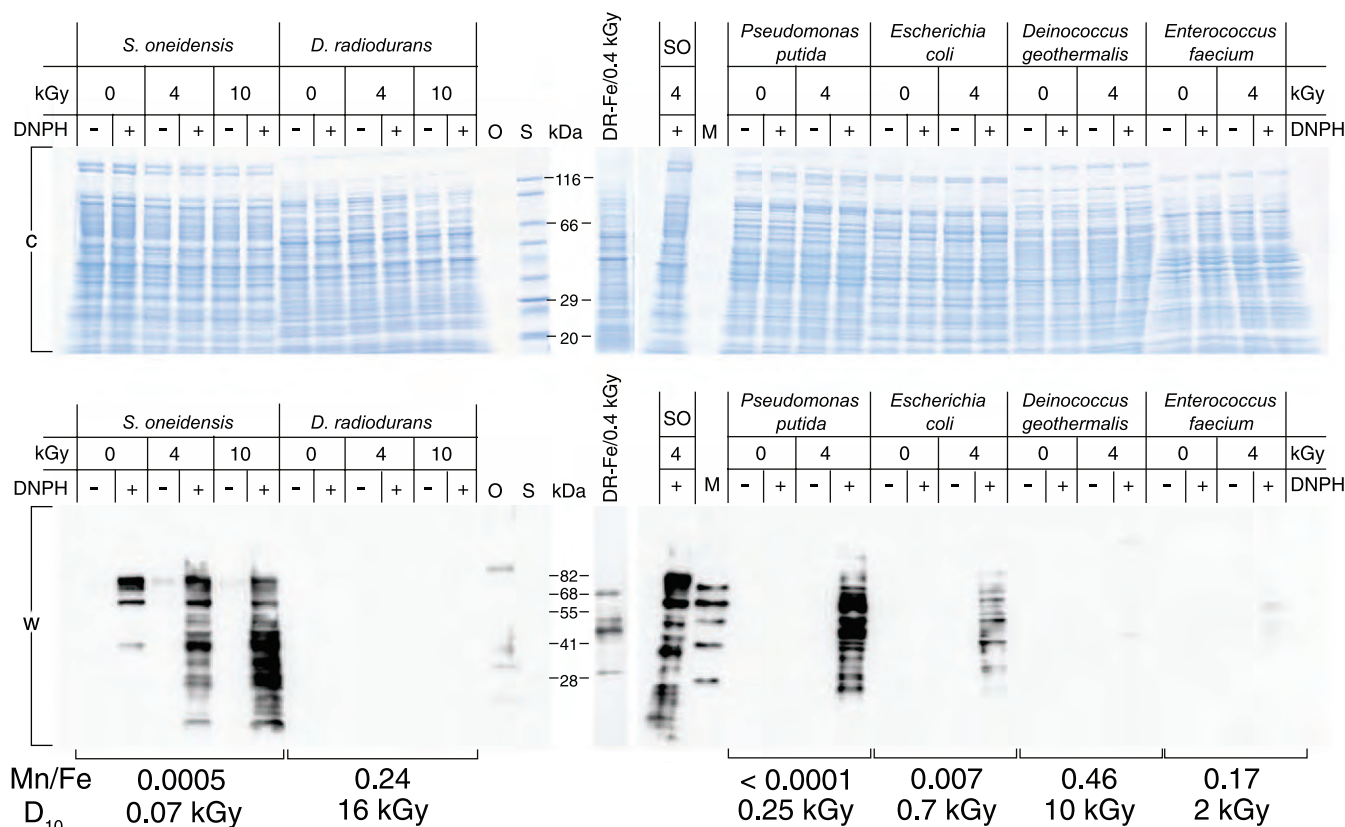 S. oneidensis D. radiodurans
kGy 0 4 10 0 4 10
DNPH - + - + - + - + - + - + O S kDa
DR-Fe/0.4 kGy
SO Pseudomonas putida Escherichia coli Deinococcus geothermalis Enterococcus faecium
4 0 4 0 4 0 4 0 4 kGy
+ M - + - + - + - + - + - + - + - + DNPH
C
116
66
29
20
S. oneidensis D. radiodurans
kGy 0 4 10 0 4 10
DNPH - + - + - + - + - + - + O S kDa
DR-Fe/0.4 kGy
SO Pseudomonas putida Escherichia coli Deinococcus geothermalis Enterococcus faecium
4 0 4 0 4 0 4 0 4 kGy
+ M - + - + - + - + - + - + - + - + DNPH
W
82
68
55
41
28
Mn/Fe 0.0005 0.24 < 0.0001 0.007 0.46 0.17
D10 0.07 kGy 16 kGy 0.25 kGy 0.7 kGy 10 kGy 2 kGy